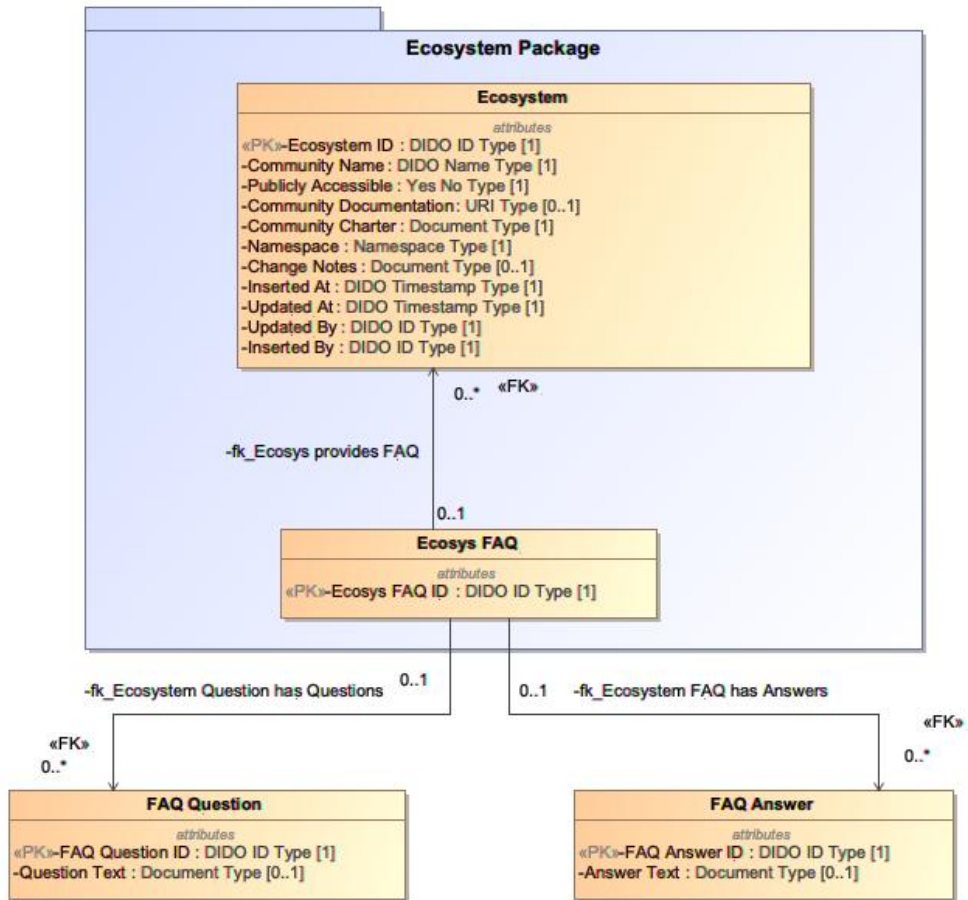 Ecosystem Package
Ecosystem
attributes
«PK»-Ecosystem ID : DIDO ID Type [1]
-Community Name : DIDO Name Type [1]
-Publicly Accessible : Yes No Type [1]
-Community Documentation : URI Type [0..1]
-Community Charter : Document Type [1]
-Namespace : Namespace Type [1]
-Change Notes : Document Type [0..1]
-Inserted At : DIDO Timestamp Type [1]
-Updated At : DIDO Timestamp Type [1]
-Updated By : DIDO ID Type [1]
-Inserted By : DIDO ID Type [1]
0..* «FK»
-fk_Ecosys provides FAQ
0..1
Ecosys FAQ
attributes
«PK»-Ecosys FAQ ID : DIDO ID Type [1]
-fk_Ecosystem Question has Questions 0..1
0..1 -fk_Ecosystem FAQ has Answers
«FK»
0..*
«FK»
0..*
FAQ Question
attributes
«PK»-FAQ Question ID : DIDO ID Type [1]
-Question Text : Document Type [0..1]
FAQ Answer
attributes
«PK»-FAQ Answer ID : DIDO ID Type [1]
-Answer Text : Document Type [0..1]